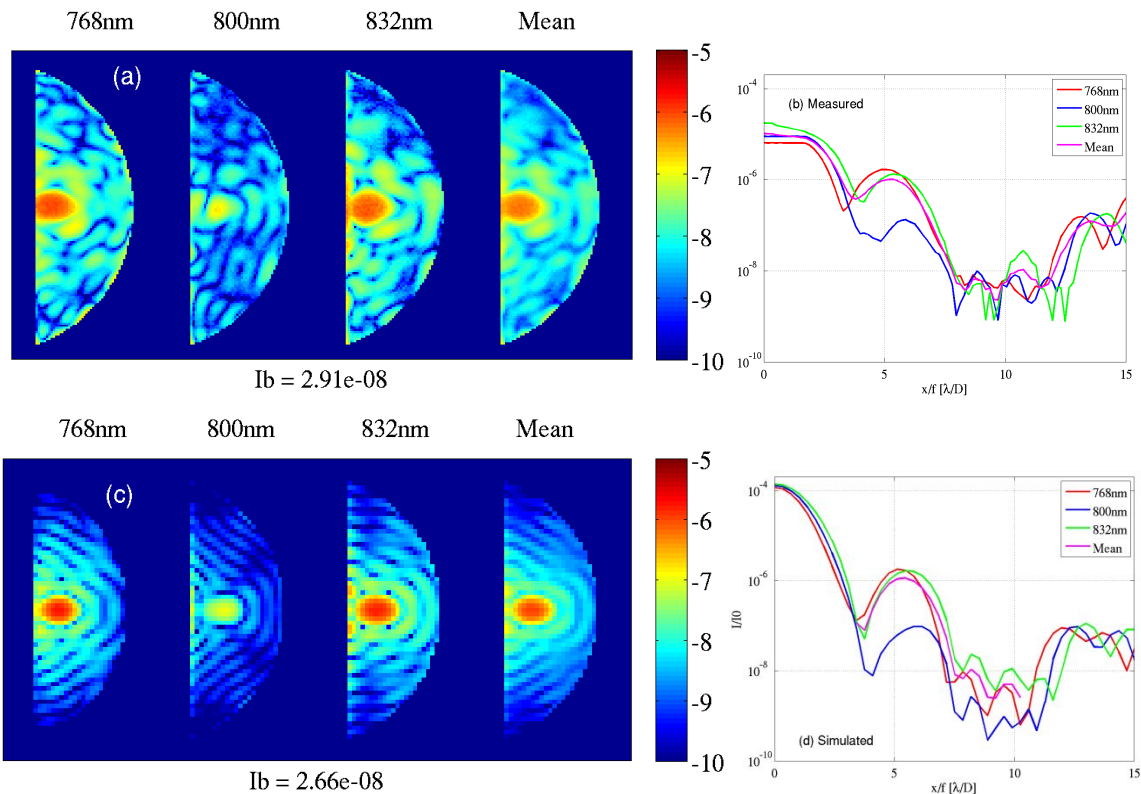 768nm 800nm 832nm Mean
(a)
-5
-6
-7
-8
-9
-10
Ib = 2.91e-08
10^-4
10^-6
10^-8
10^-10
(b) Measured
768nm
800nm
832nm
Mean
0 5 10 15
x/f [λ/D]
768nm 800nm 832nm Mean
(c)
-5
-6
-7
-8
-9
-10
Ib = 2.66e-08
I/I0
10^-4
10^-6
10^-8
10^-10
768nm
800nm
832nm
Mean
(d) Simulated
0 5 10 15
x/f [λ/D]